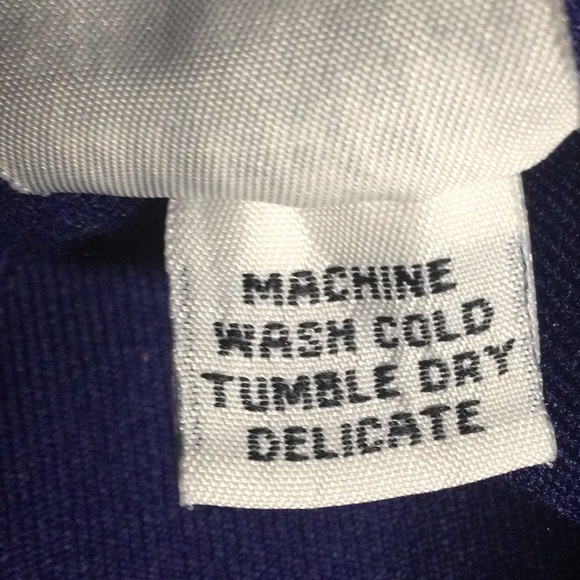 MACHINE
WASH COLD
TUMBLE DRY
DELICATE